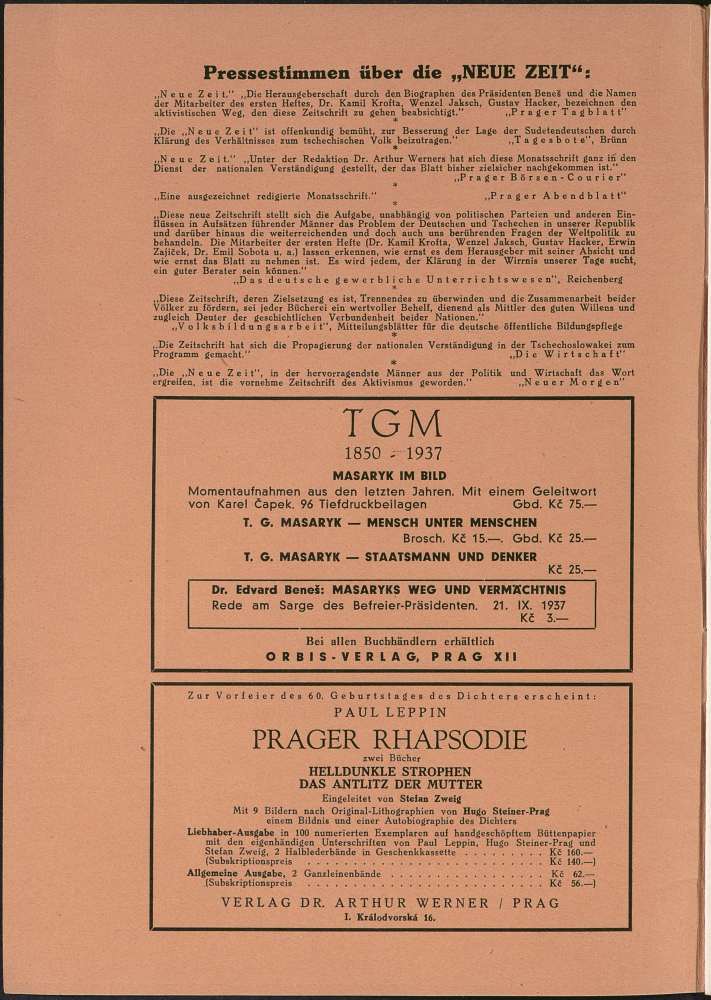 Pressestimmen über die „NEUE ZEIT“:
„Neue Zeit.“ „Die Herausgeberschaft durch den Biographen des Präsidenten Beneš und die Namen
der Mitarbeiter des ersten Heftes, Dr. Kamil Krofta, Wenzel Jaksch, Gustav Hacker, bezeichnen den
aktivistischen Weg, den diese Zeitschrift zu gehen beabsichtigt.“ „Prager Tagblatt“
*
„Die „Neue Zeit“ ist offenkundig bemüht, zur Besserung der Lage der Sudetendeutschen durch
Klärung des Verhältnisses zum tschechischen Volk beizutragen.“ „Tagesbote“, Brünn
*
„Neue Zeit.“ „Unter der Redaktion Dr. Arthur Werners hat sich diese Monatsschrift ganz in den
Dienst der nationalen Verständigung gestellt, der das Blatt bisher zielsicher nachgekommen ist.“
„Prager Börsen-Courier“
*
„Eine ausgezeichnet redigierte Monatsschrift.“ „Prager Abendblatt“
*
„Diese neue Zeitschrift stellt sich die Aufgabe, unabhängig von politischen Parteien und anderen Ein-
flüssen in Aufsätzen führender Männer das Problem der Deutschen und Tschechen in unserer Republik
und darüber hinaus die weiterreichenden und doch auch uns berührenden Fragen der Weltpolitik zu
behandeln. Die Mitarbeiter der ersten Hefte (Dr. Kamil Krofta, Wenzel Jaksch, Gustav Hacker, Erwin
Zajiček, Dr. Emil Sobota u. a.) lassen erkennen, wie ernst es dem Herausgeber mit seiner Absicht und
wie ernst das Blatt zu nehmen ist. Es wird jedem, der Klärung in der Wirrnis unserer Tage sucht,
ein guter Berater sein können.“
„Das deutsche gewerbliche Unterrichtswesen“, Reichenberg
*
„Diese Zeitschrift, deren Zielsetzung es ist, Trennendes zu überwinden und die Zusammenarbeit beider
Völker zu fördern, sei jeder Bücherei ein wertvoller Behelf, dienend als Mittler des guten Willens und
zugleich Deuter der geschichtlichen Verbundenheit beider Nationen.“
„Volksbildungsarbeit“, Mitteilungsblätter für die deutsche öffentliche Bildungspflege
*
„Die Zeitschrift hat sich die Propagierung der nationalen Verständigung in der Tschechoslowakei zum
Programm gemacht.“ „Die Wirtschaft“
*
„Die „Neue Zeit“, in der hervorragendste Männer aus der Politik und Wirtschaft das Wort
ergreifen, ist die vornehme Zeitschrift des Aktivismus geworden.“ „Neuer Morgen“
TGM
1850 - 1937
MASARYK IM BILD
Momentaufnahmen aus den letzten Jahren. Mit einem Geleitwort
von Karel Čapek. 96 Tiefdruckbeilagen Gbd. Kč 75.—
T. G. MASARYK — MENSCH UNTER MENSCHEN
Brosch. Kč 15.—. Gbd. Kč 25.—
T. G. MASARYK — STAATSMANN UND DENKER
Kč 25.—
Dr. Edvard Beneš: MASARYKS WEG UND VERMÄCHTNIS
Rede am Sarge des Befreier-Präsidenten. 21. IX. 1937
Kč 3.—
Bei allen Buchhändlern erhältlich
ORBIS-VERLAG, PRAG XII
Zur Vorfeier des 60. Geburtstages des Dichters erscheint:
PAUL LEPPIN
PRAGER RHAPSODIE
zwei Bücher
HELLDUNKLE STROPHEN
DAS ANTLITZ DER MUTTER
Eingeleitet von Stefan Zweig
Mit 9 Bildern nach Original-Lithographien von Hugo Steiner-Prag
einem Bildnis und einer Autobiographie des Dichters
Liebhaber-Ausgabe in 100 numerierten Exemplaren auf handgeschöpftem Büttenpapier
mit den eigenhändigen Unterschriften von Paul Leppin, Hugo Steiner-Prag und
Stefan Zweig, 2 Halblederbände in Geschenkkassette . . . . . . . . . Kč 160.—
(Subskriptionspreis . . . . . . . . . . . . . . . . . . . . . . . . Kč 140.—)
Allgemeine Ausgabe, 2 Ganzleinenbände . . . . . . . . . . . . . . . . Kč 62.—
(Subskriptionspreis . . . . . . . . . . . . . . . . . . . . . . . . Kč 56.—)
VERLAG DR. ARTHUR WERNER / PRAG
I. Králodvorská 16.